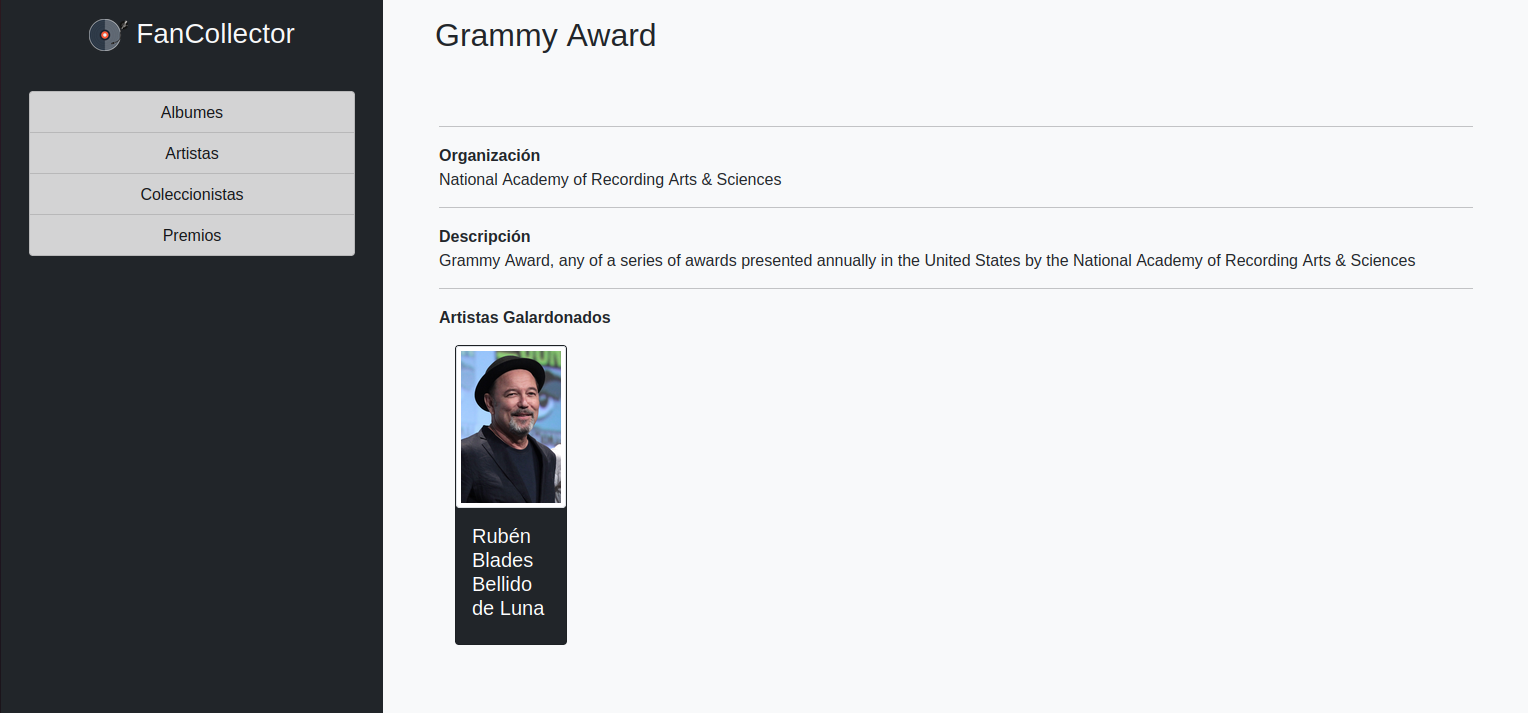 FanCollector
Albumes
Artistas
Coleccionistas
Premios
Grammy Award
Organización
National Academy of Recording Arts & Sciences
Descripción
Grammy Award, any of a series of awards presented annually in the United States by the National Academy of Recording Arts & Sciences
Artistas Galardonados
Rubén
Blades
Bellido
de Luna